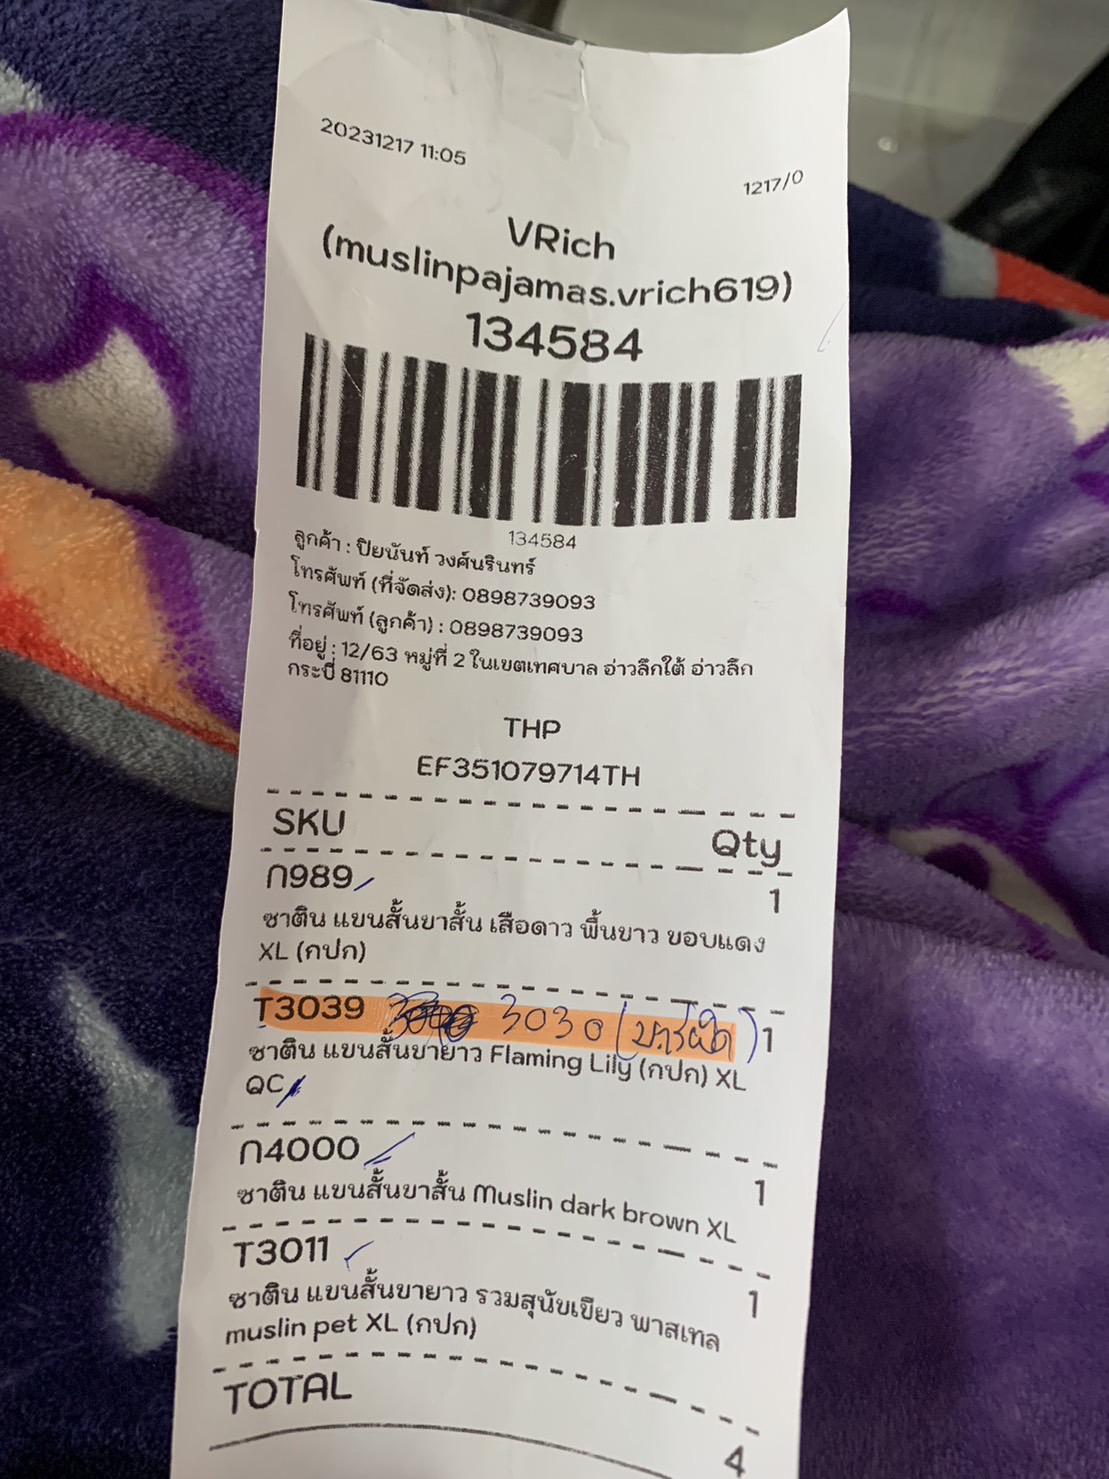 20231217 11:05
1217/0
VRich
(muslinpajamas.vrich619)
134584
134584
ลูกค้า : ปิยนันท์ วงศ์นรินทร์
โทรศัพท์ (ที่จัดส่ง): 0898739093
โทรศัพท์ (ลูกค้า) : 0898739093
ที่อยู่ : 12/63 หมู่ที่ 2 ในเขตเทศบาล อ่าวลึกใต้ อ่าวลึก
กระบี่ 81110
THP
EF351079714TH
SKU Qty
ก989 1
ซาติน แขนสั้นขาสั้น เสือดาว พื้นขาว ขอบแดง
XL (กปก)
T3039 3030 (บาร์ผิด) 1
ซาติน แขนสั้นขายาว Flaming Lily (กปก) XL
QC
ก4000 1
ซาติน แขนสั้นขาสั้น Muslin dark brown XL
T3011 1
ซาติน แขนสั้นขายาว รวมสุนัขเขียว พาสเทล
muslin pet XL (กปก)
TOTAL 4